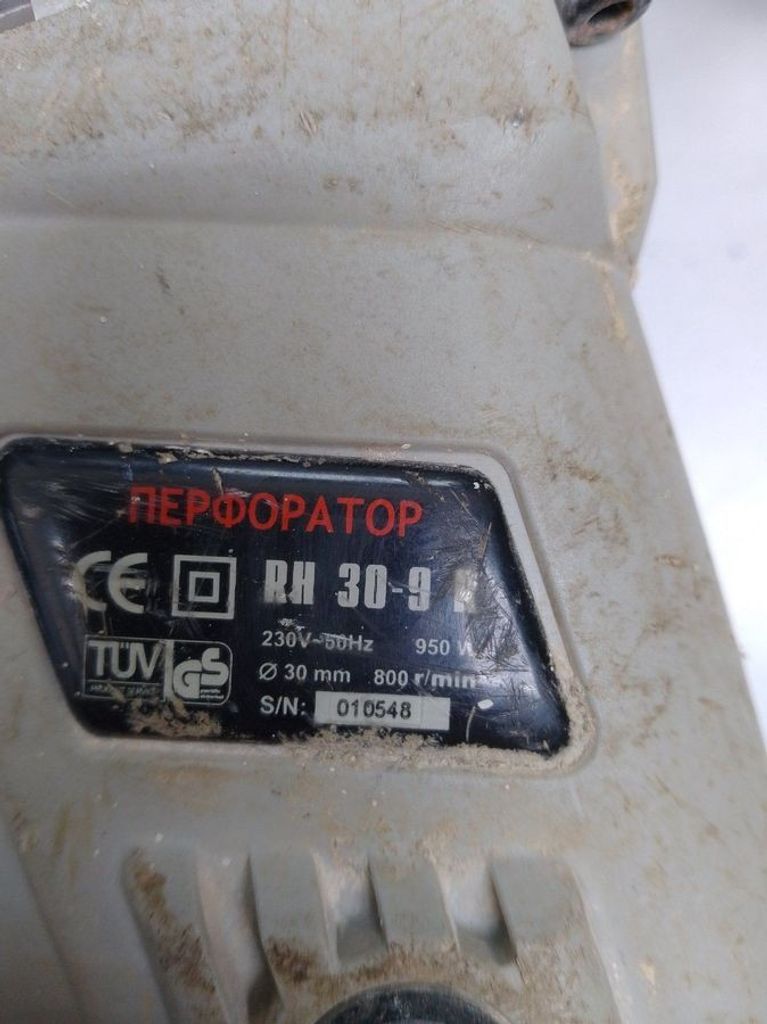 ПЕРФОРАТОР
CE RH 30-9
TÜV GS
230V~50Hz 950 W
Ø 30 mm 800 r/min
S/N: 010548